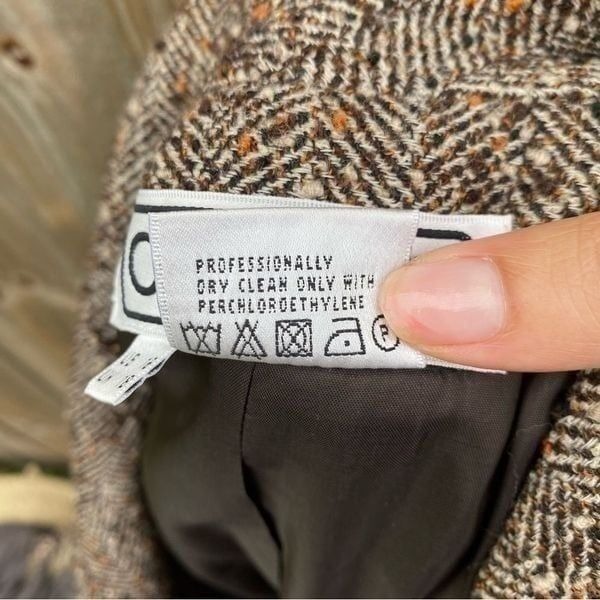 PROFESSIONALLY
DRY CLEAN ONLY WITH
PERCHLOROETHYLENE
P